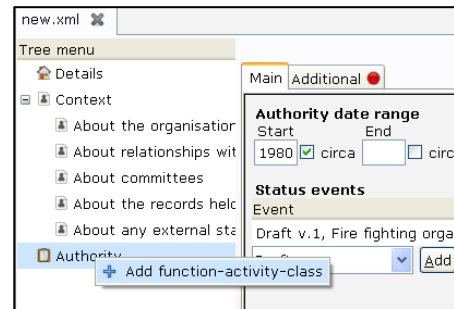 new.xml
Tree menu
Details
Context
About the organisation
About relationships wit
About committees
About the records held
About any external sta
Authority
Add function-activity-class
Main
Additional
Authority date range
Start End
1980 circa circ
Status events
Event
Draft v.1, Fire fighting orga
Add